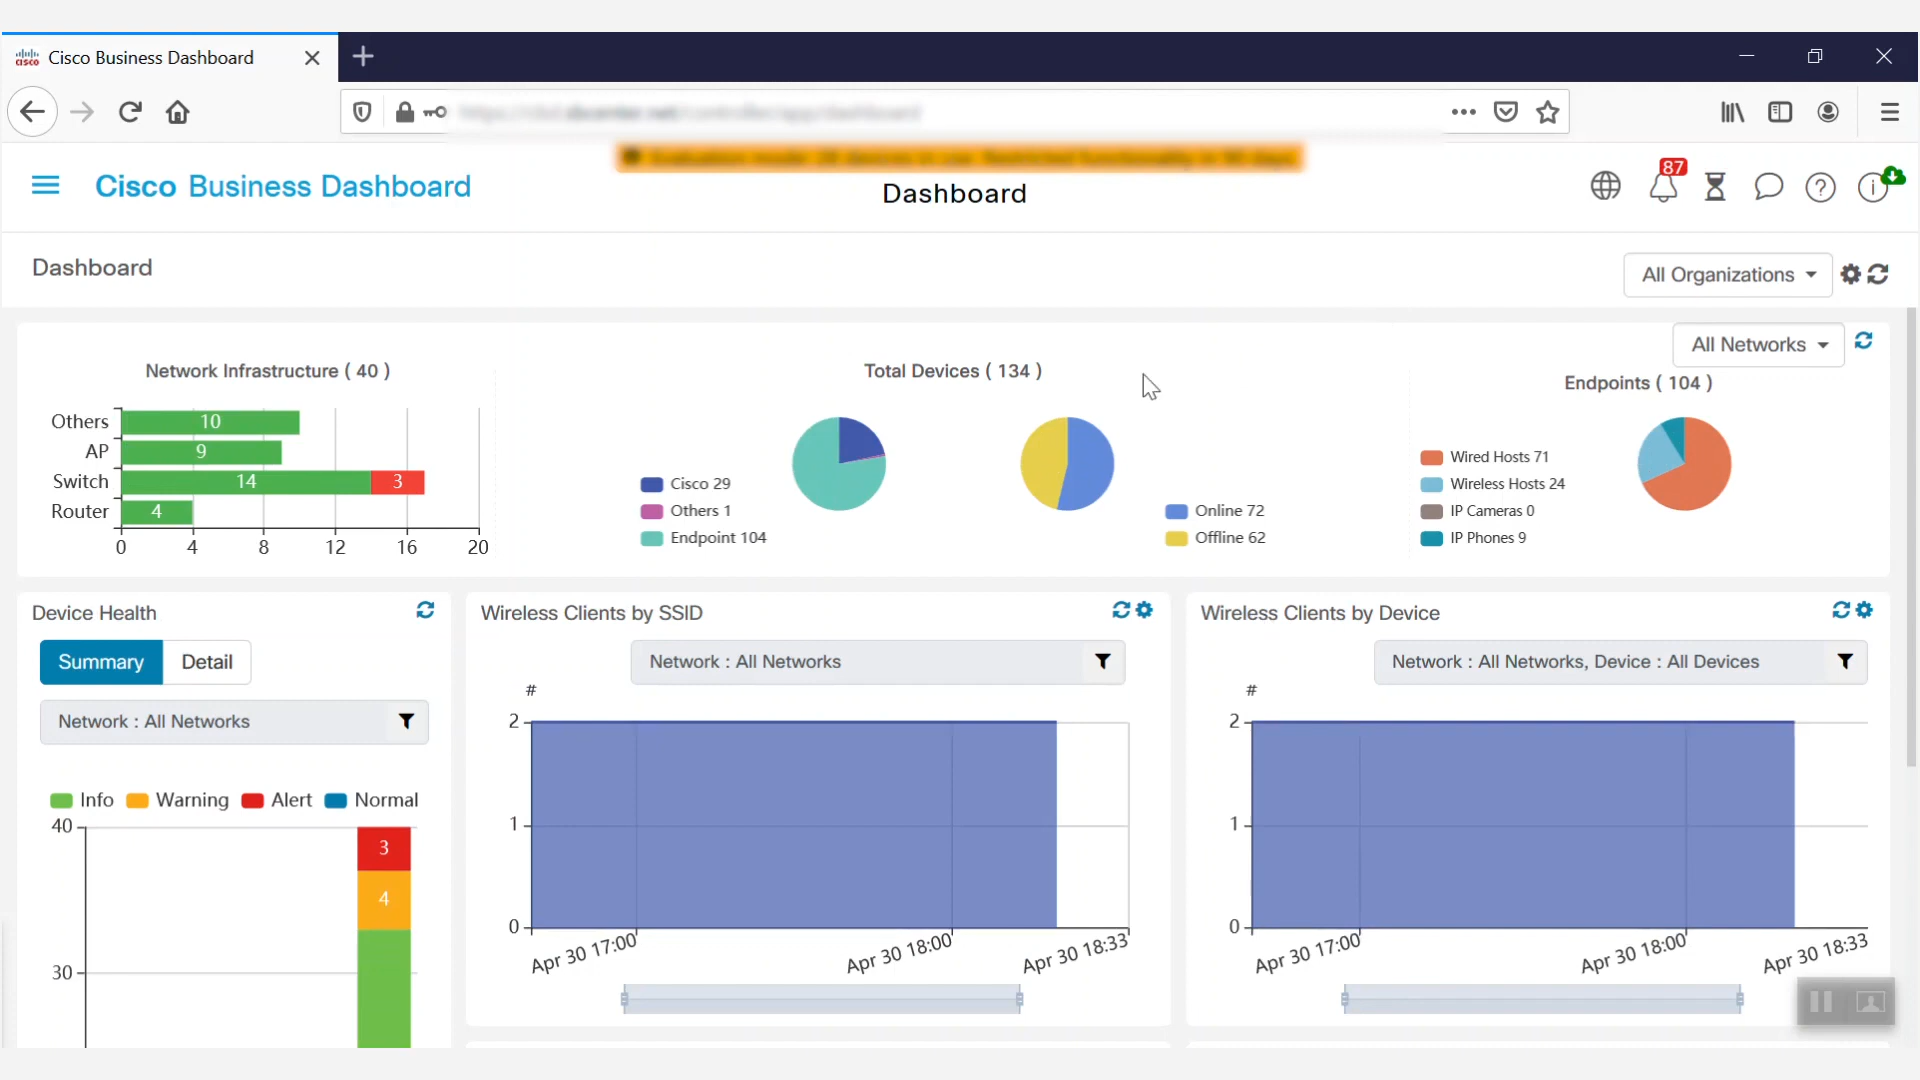 cisco Cisco Business Dashboard
Cisco Business Dashboard
Dashboard
87
Dashboard
All Organizations
All Networks
Network Infrastructure ( 40 )
Others 10
AP 9
Switch 14 3
Router 4
0 4 8 12 16 20
Total Devices ( 134 )
Cisco 29
Others 1
Endpoint 104
Online 72
Offline 62
Endpoints ( 104 )
Wired Hosts 71
Wireless Hosts 24
IP Cameras 0
IP Phones 9
Device Health
Summary Detail
Network : All Networks
Info Warning Alert Normal
40
3
4
30
Wireless Clients by SSID
Network : All Networks
#
2
1
0
Apr 30 17:00 Apr 30 18:00 Apr 30 18:33
Wireless Clients by Device
Network : All Networks, Device : All Devices
#
2
1
0
Apr 30 17:00 Apr 30 18:00 Apr 30 18:33